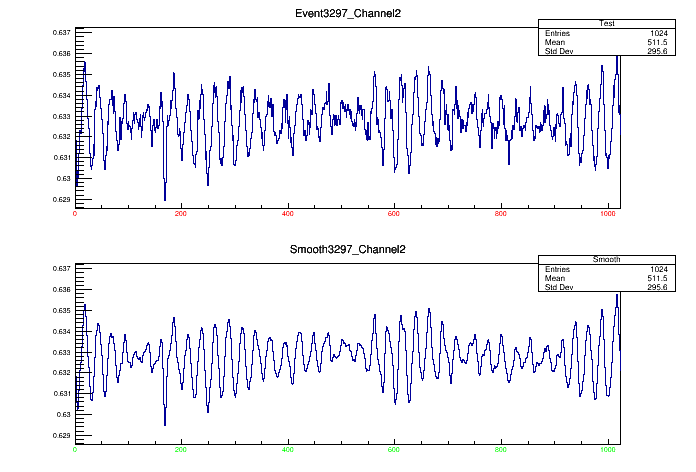 Event3297_Channel2
Test
Entries 1024
Mean 511.5
Std Dev 295.6
0.637
0.636
0.635
0.634
0.633
0.632
0.631
0.63
0.629
0 200 400 600 800 1000
Smooth3297_Channel2
Smooth
Entries 1024
Mean 511.5
Std Dev 295.6
0.637
0.636
0.635
0.634
0.633
0.632
0.631
0.63
0.629
0 200 400 600 800 1000